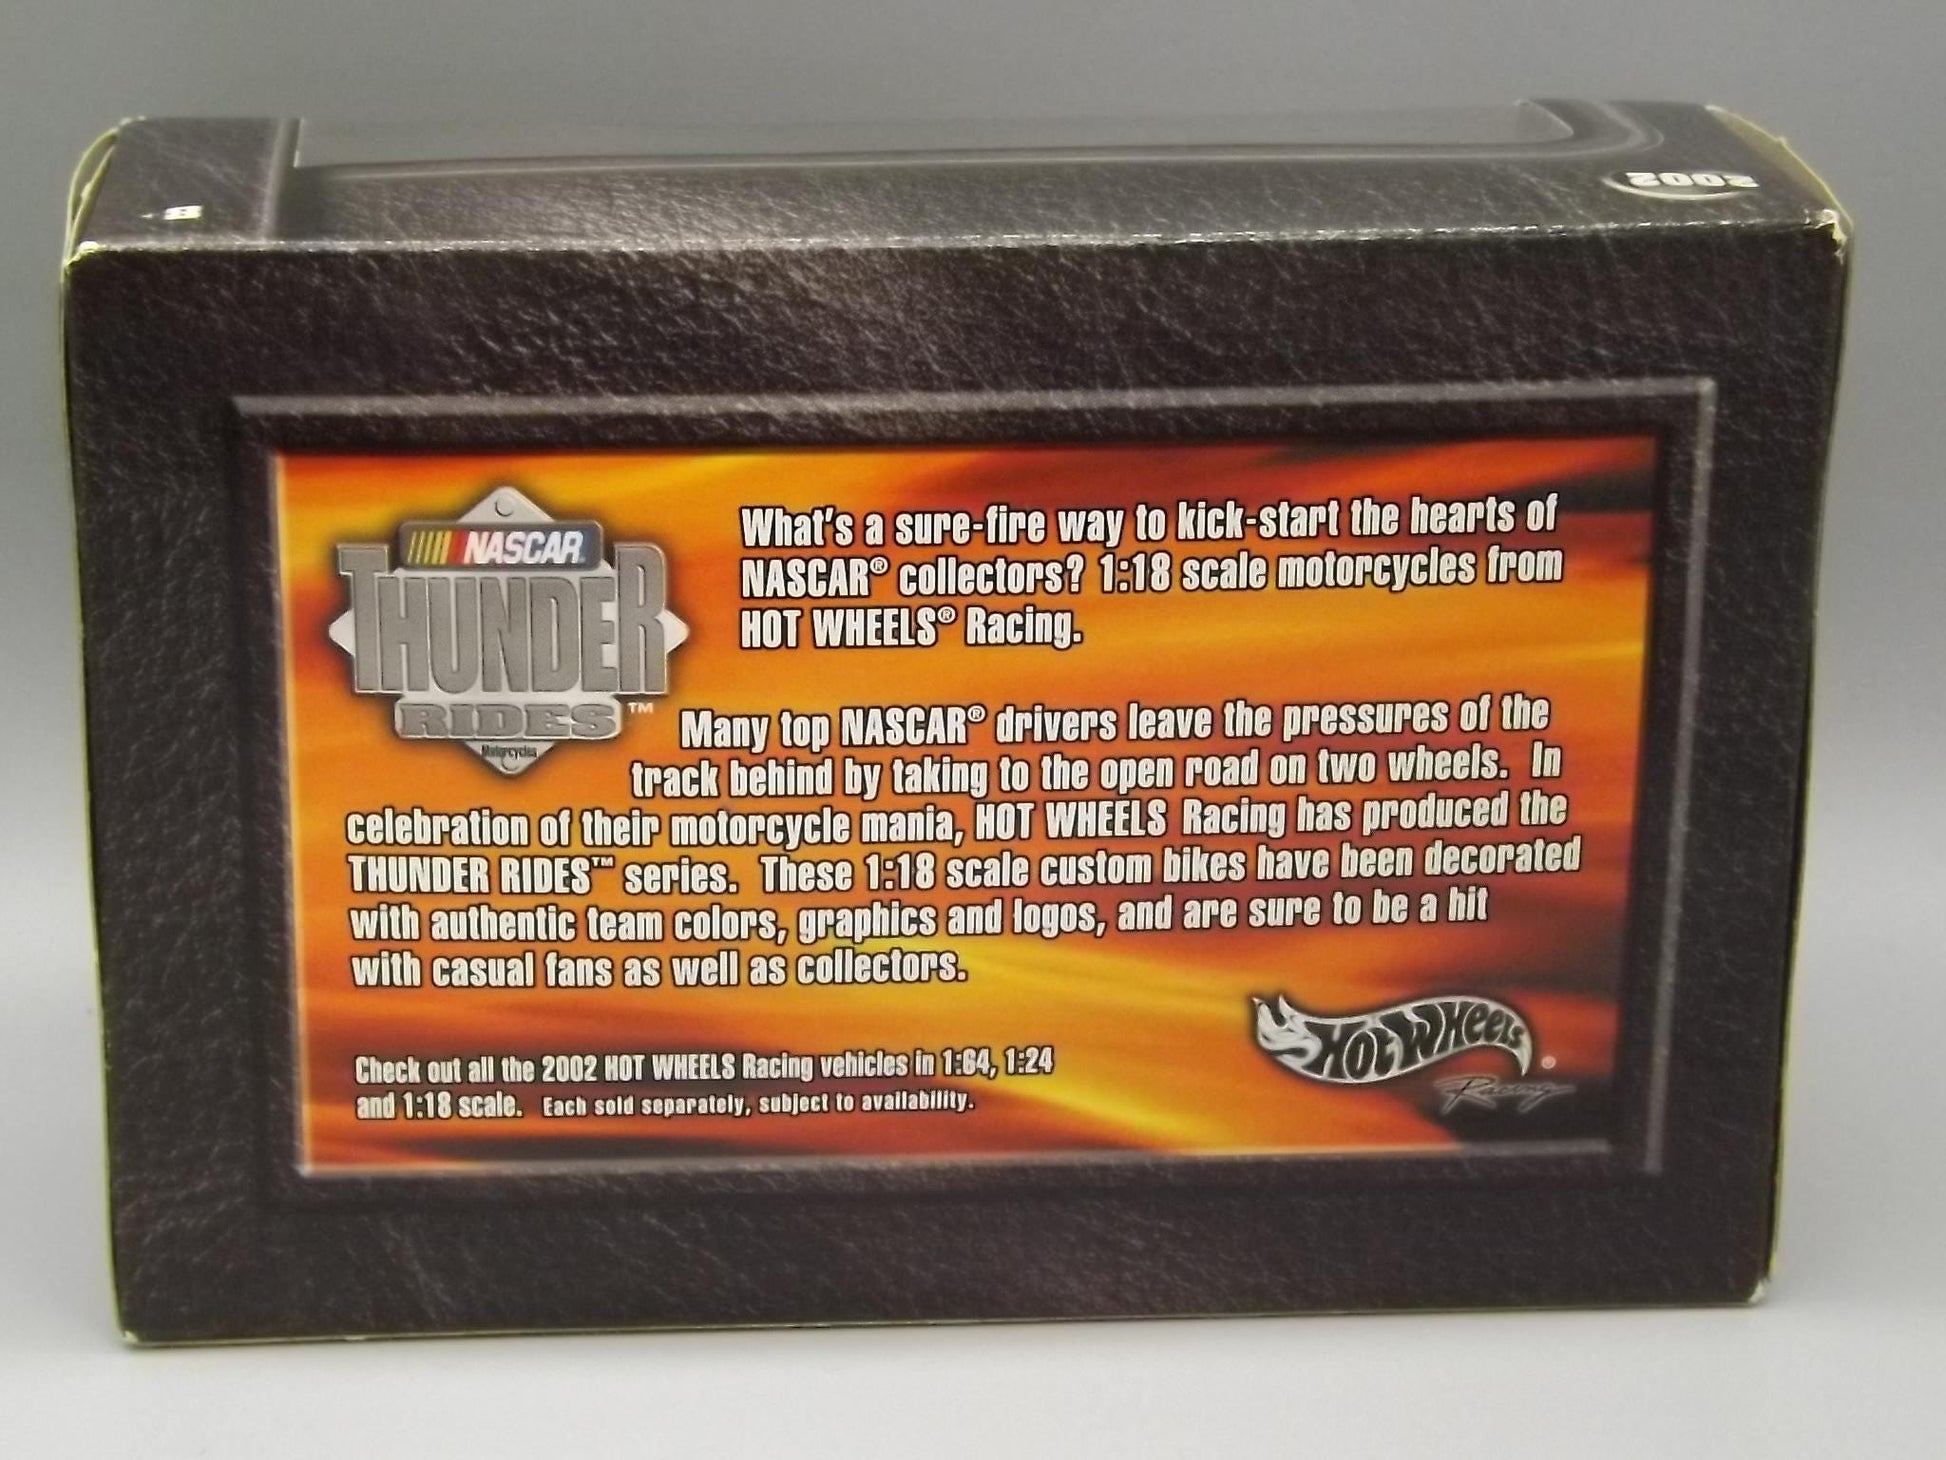 2002
NASCAR
THUNDER
RIDES™
Motorcycles
What's a sure-fire way to kick-start the hearts of
NASCAR® collectors? 1:18 scale motorcycles from
HOT WHEELS® Racing.
Many top NASCAR® drivers leave the pressures of the
track behind by taking to the open road on two wheels. In
celebration of their motorcycle mania, HOT WHEELS Racing has produced the
THUNDER RIDES™ series. These 1:18 scale custom bikes have been decorated
with authentic team colors, graphics and logos, and are sure to be a hit
with casual fans as well as collectors.
Check out all the 2002 HOT WHEELS Racing vehicles in 1:64, 1:24
and 1:18 scale. Each sold separately, subject to availability.
Hot Wheels®
Racing